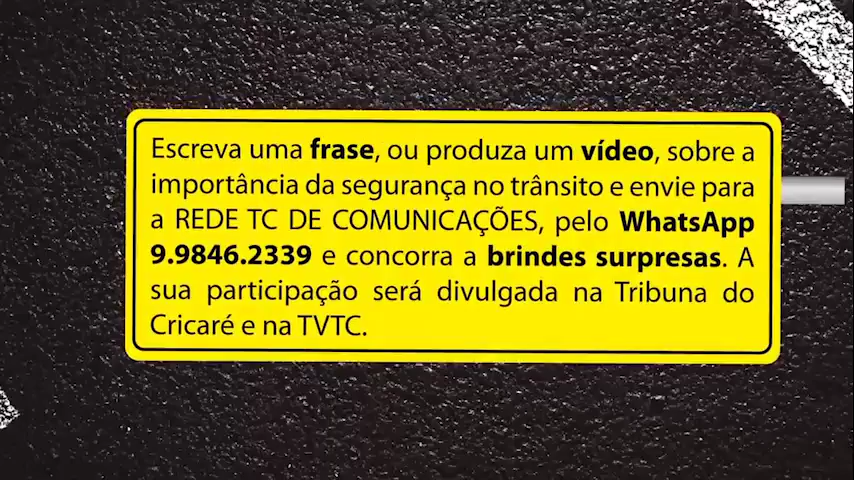 Escreva uma frase, ou produza um vídeo, sobre a
importância da segurança no trânsito e envie para
a REDE TC DE COMUNICAÇÕES, pelo WhatsApp
9.9846.2339 e concorra a brindes surpresas. A
sua participação será divulgada na Tribuna do
Cricaré e na TVTC.